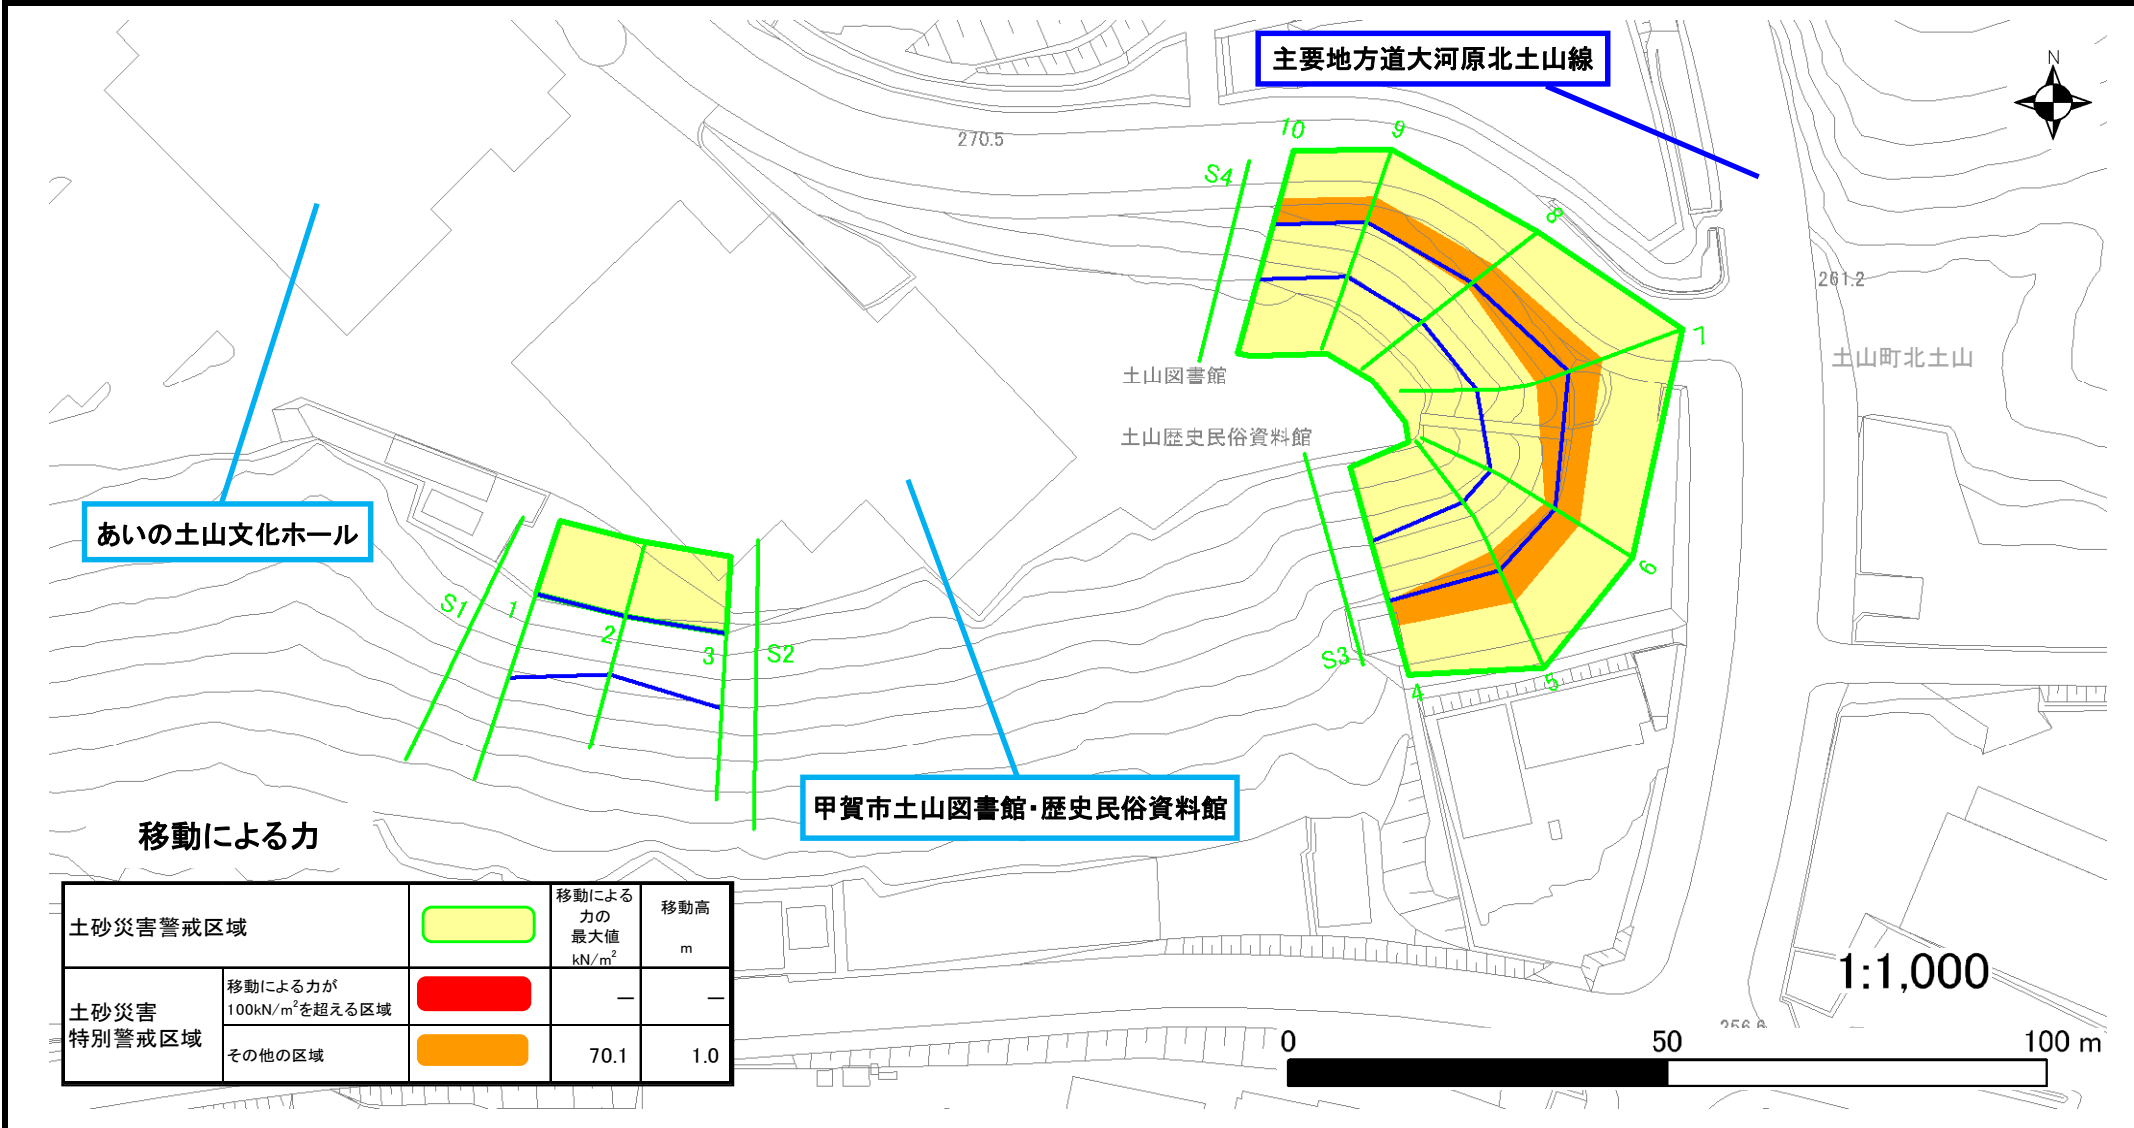 主要地方道大河原北土山線
N
270.5
10
9
S4
8
7
261.2
土山町北土山
土山図書館
土山歴史民俗資料館
あいの土山文化ホール
S1
1
2
3
S2
S3
4
5
6
甲賀市土山図書館・歴史民俗資料館
移動による力
土砂災害警戒区域
移動による
力の
最大値
kN/m²
移動高
m
土砂災害
特別警戒区域
移動による力が
100kN/m²を超える区域
—
—
その他の区域
70.1
1.0
1:1,000
0
50
100 m